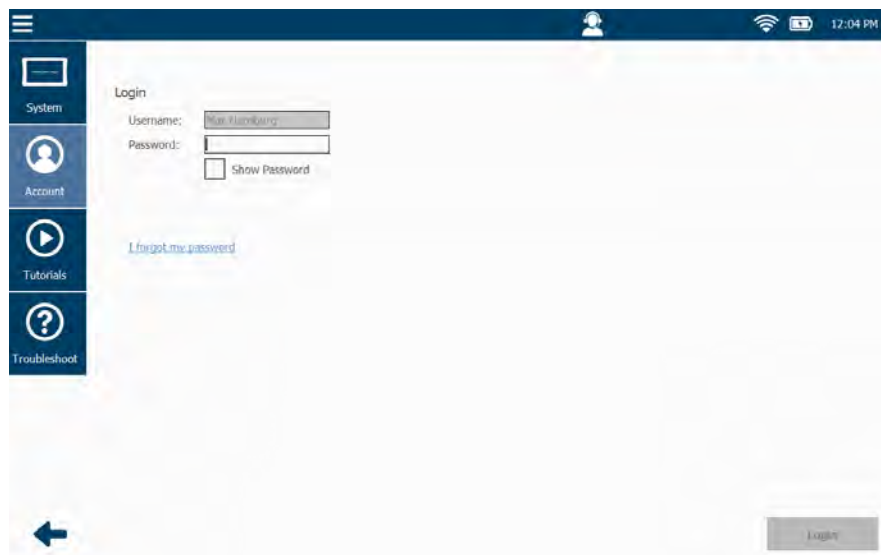 12:04 PM
System
Login
Username:
Password:
Show Password
Account
I forgot my password
Tutorials
Troubleshoot
Login